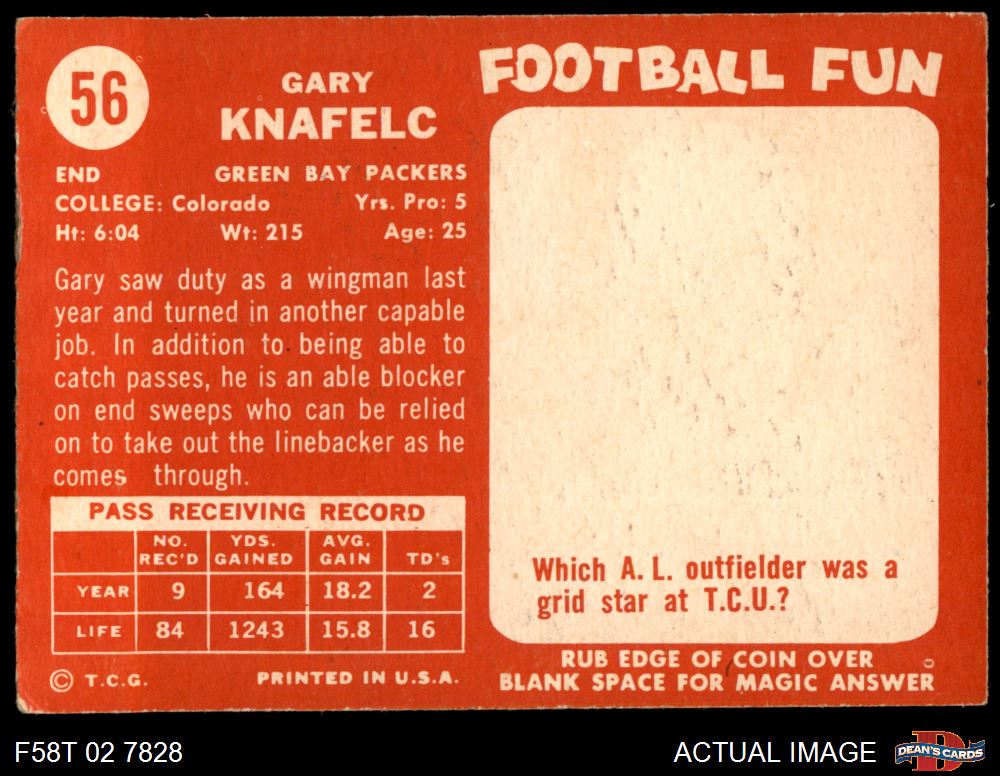 56
GARY
KNAFELC
END GREEN BAY PACKERS
COLLEGE: Colorado Yrs. Pro: 5
Ht: 6:04 Wt: 215 Age: 25
Gary saw duty as a wingman last
year and turned in another capable
job. In addition to being able to
catch passes, he is an able blocker
on end sweeps who can be relied
on to take out the linebacker as he
comes through.
PASS RECEIVING RECORD
NO. REC'D YDS. GAINED AVG. GAIN TD's
YEAR 9 164 18.2 2
LIFE 84 1243 15.8 16
© T.C.G. PRINTED IN U.S.A.
FOOTBALL FUN
Which A. L. outfielder was a
grid star at T.C.U.?
RUB EDGE OF COIN OVER
BLANK SPACE FOR MAGIC ANSWER
F58T 02 7828 ACTUAL IMAGE DEAN'S CARDS